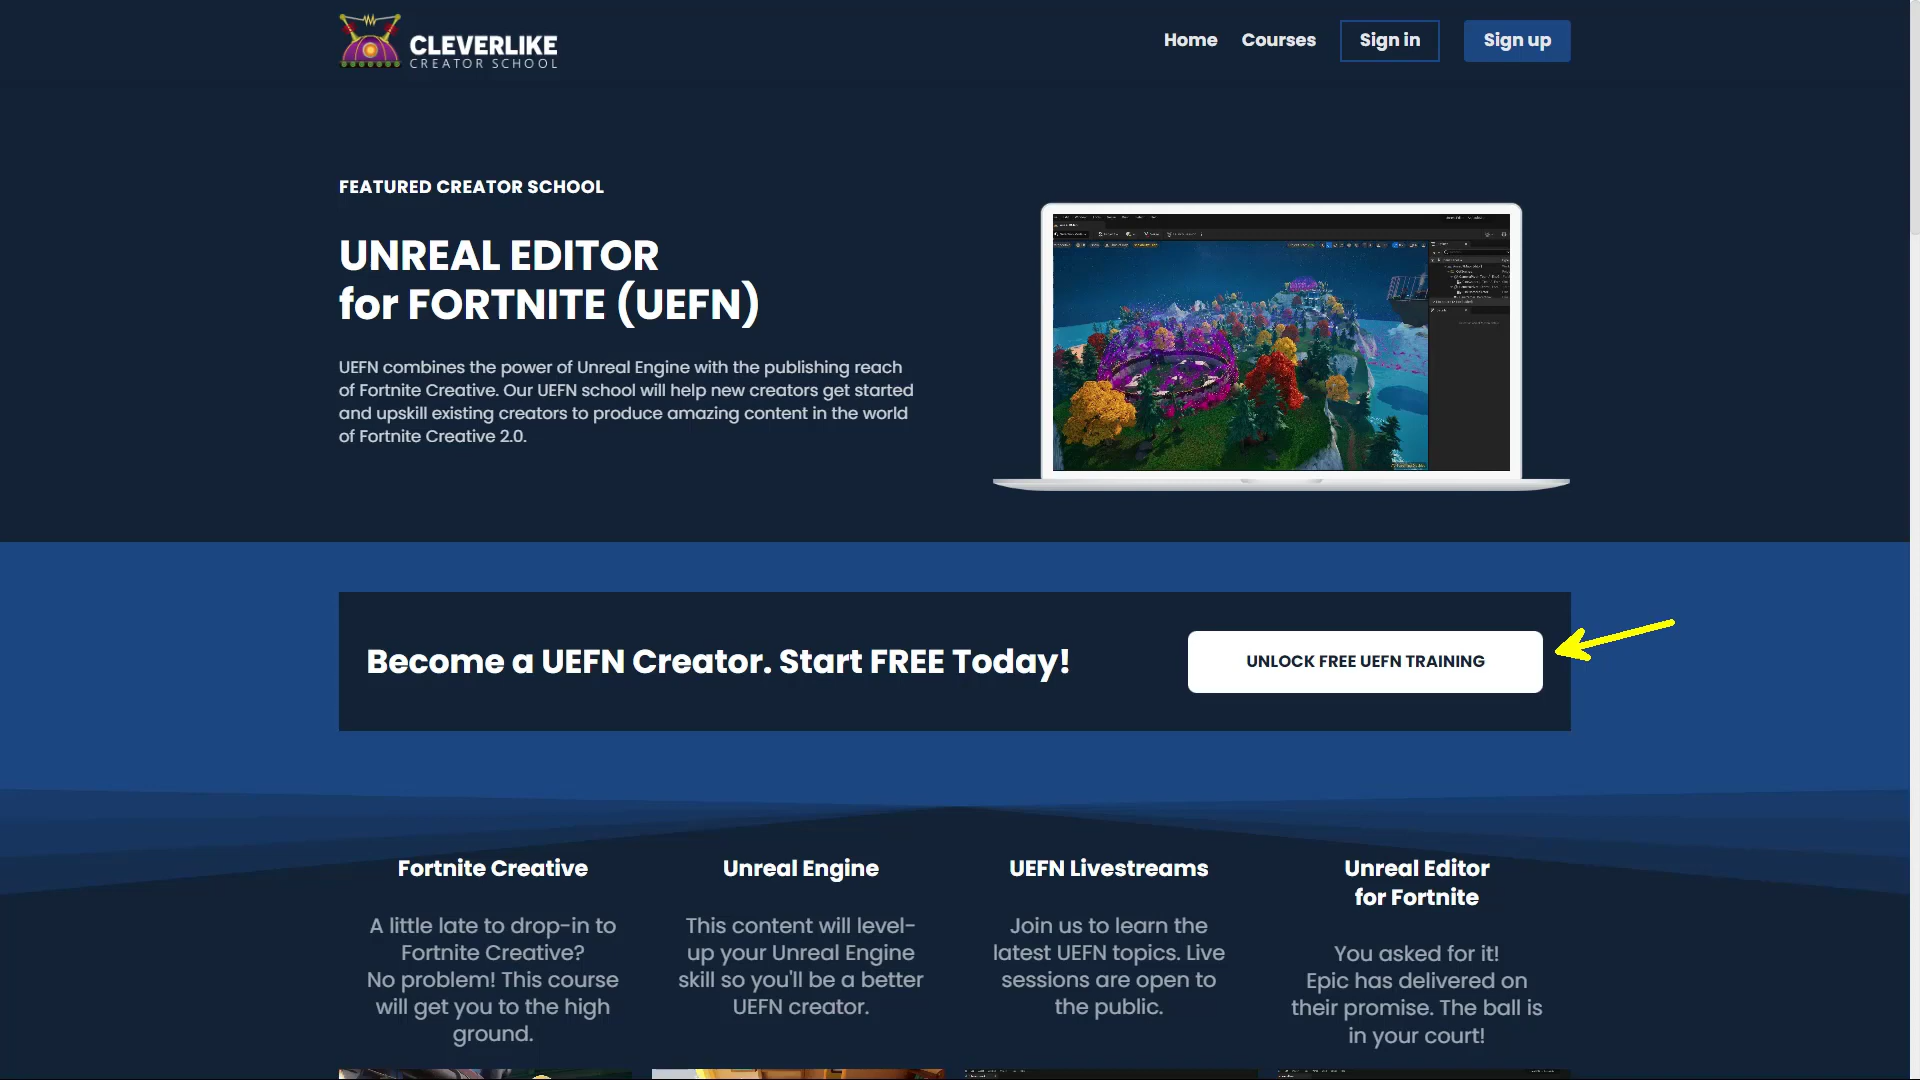 CLEVERLIKE
CREATOR SCHOOL
Home
Courses
Sign in
Sign up
FEATURED CREATOR SCHOOL
UNREAL EDITOR
for FORTNITE (UEFN)
UEFN combines the power of Unreal Engine with the publishing reach
of Fortnite Creative. Our UEFN school will help new creators get started
and upskill existing creators to produce amazing content in the world
of Fortnite Creative 2.0.
Become a UEFN Creator. Start FREE Today!
UNLOCK FREE UEFN TRAINING
Fortnite Creative
A little late to drop-in to
Fortnite Creative?
No problem! This course
will get you to the high
ground.
Unreal Engine
This content will level-
up your Unreal Engine
skill so you'll be a better
UEFN creator.
UEFN Livestreams
Join us to learn the
latest UEFN topics. Live
sessions are open to
the public.
Unreal Editor
for Fortnite
You asked for it!
Epic has delivered on
their promise. The ball is
in your court!